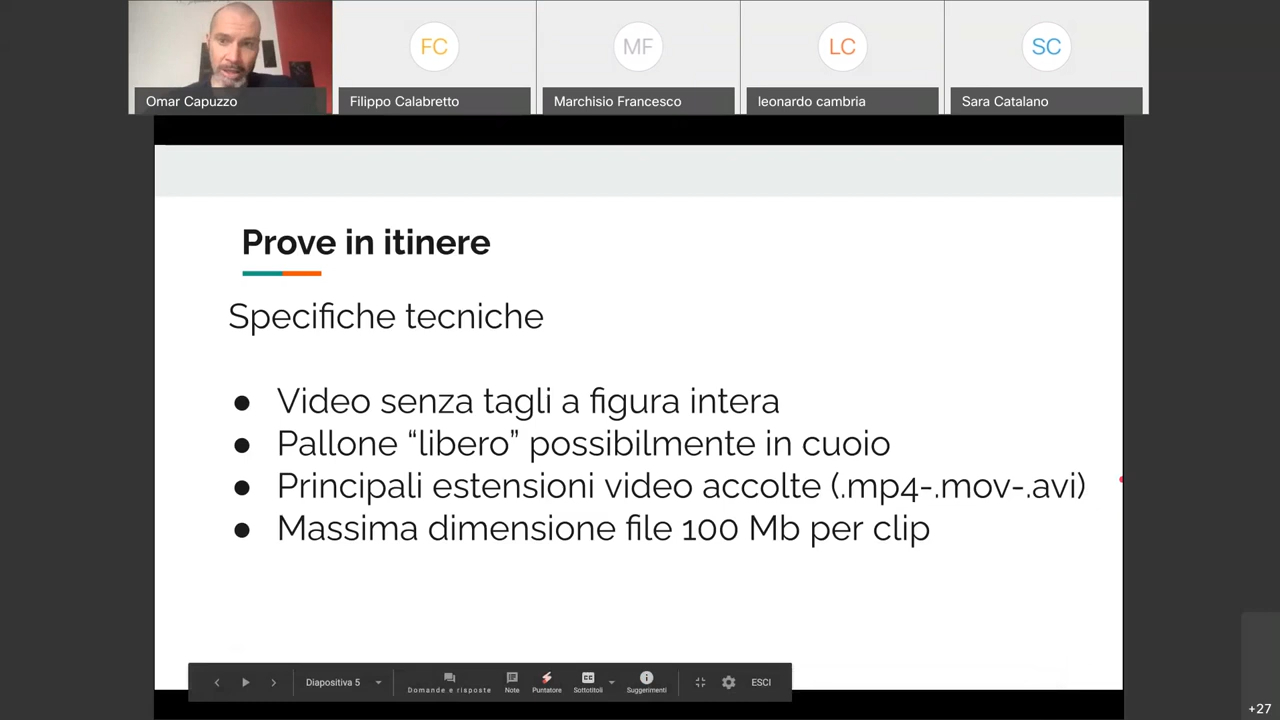 FC
MF
LC
SC
Omar Capuzzo
Filippo Calabretto
Marchisio Francesco
leonardo cambria
Sara Catalano
Prove in itinere
Specifiche tecniche
● Video senza tagli a figura intera
● Pallone “libero” possibilmente in cuoio
● Principali estensioni video accolte (.mp4-.mov-.avi)
● Massima dimensione file 100 Mb per clip
Diapositiva 5
Domande e risposte
Note
Puntatore
Sottotitoli
Suggerimenti
ESCI
+27